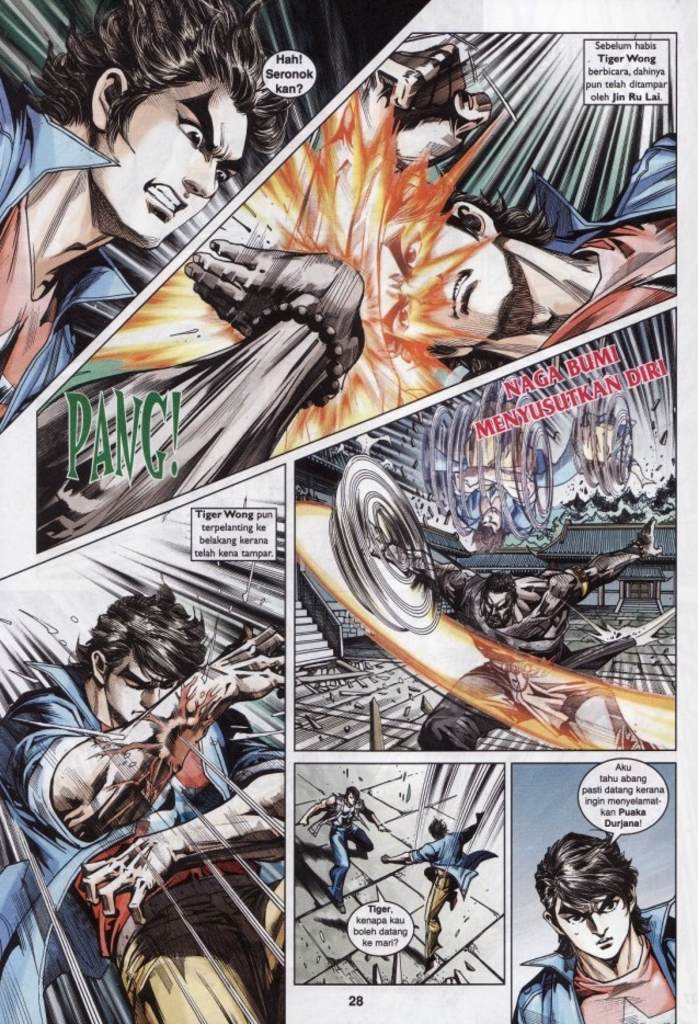 Hah!
Seronok
kan?
Sebelum habis
Tiger Wong
berbicara, dahinya
pun telah ditampar
oleh Jin Ru Lai.
PANG!
NAGA BUMI
MENYUSUTKAN DIRI
Tiger Wong pun
terpelanting ke
belakang kerana
telah kena tampar.
Tiger,
kenapa kau
boleh datang
ke mari?
Aku
tahu abang
pasti datang kerana
ingin menyelamat-
kan Puaka
Durjana!
28